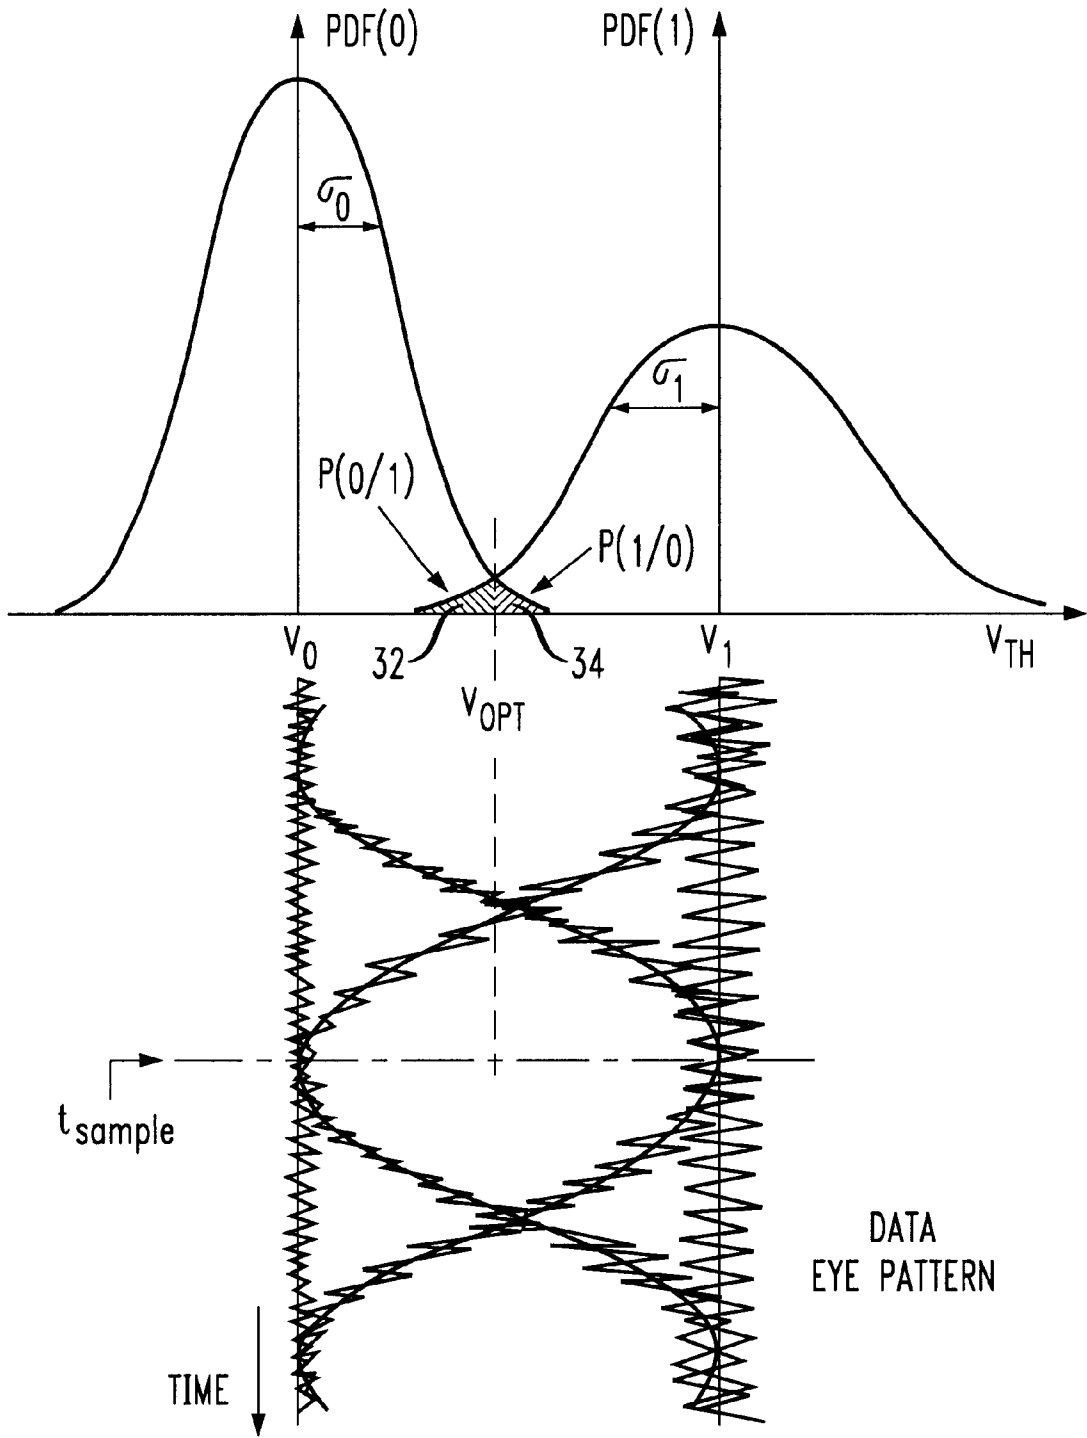 PDF(0)
PDF(1)
σ0
σ1
P(0/1)
P(1/0)
V0
32
34
V1
VTH
VOPT
tsample
DATA
EYE PATTERN
TIME